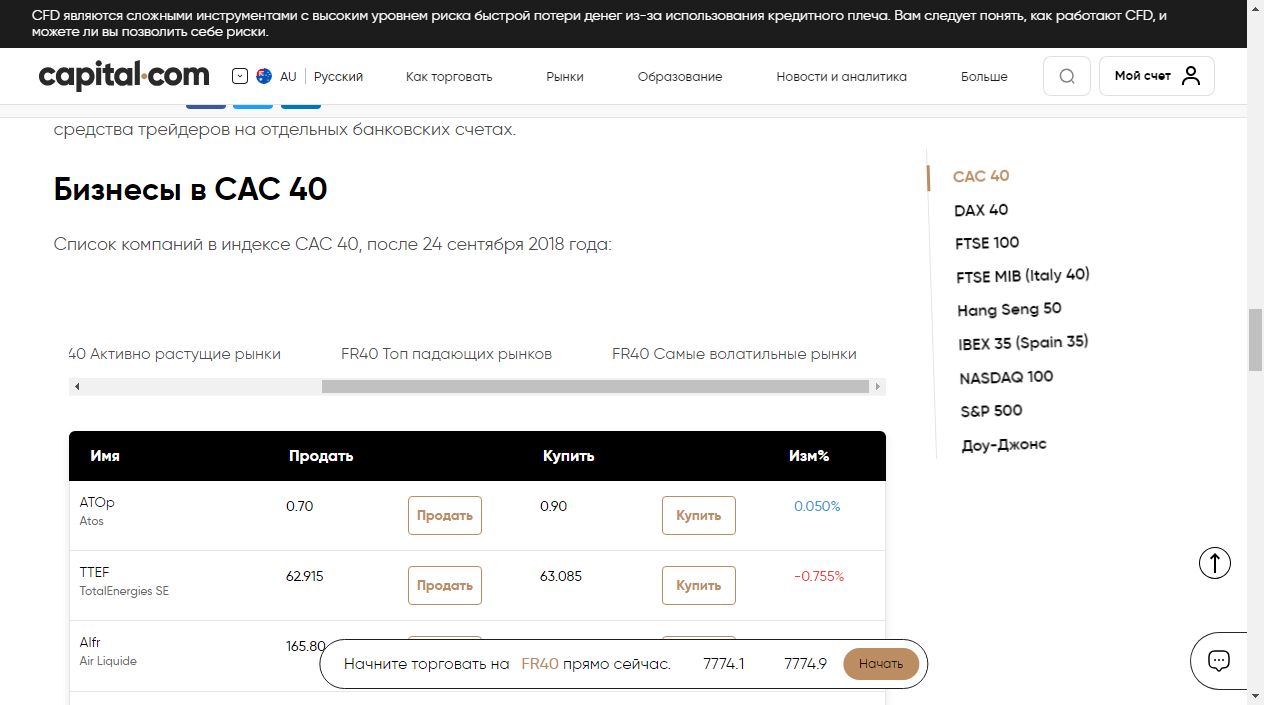 CFD являются сложными инструментами с высоким уровнем риска быстрой потери денег из-за использования кредитного плеча. Вам следует понять, как работают CFD, и
можете ли вы позволить себе риски.
capital.com
AU
Русский
Как торговать
Рынки
Образование
Новости и аналитика
Больше
Мой счет
средства трейдеров на отдельных банковских счетах.
Бизнесы в CAC 40
Список компаний в индексе CAC 40, после 24 сентября 2018 года:
40 Активно растущие рынки
FR40 Топ падающих рынков
FR40 Самые волатильные рынки
Имя
Продать
Купить
Изм%
ATOp
Atos
0.70
Продать
0.90
Купить
0.050%
TTEF
TotalEnergies SE
62.915
Продать
63.085
Купить
-0.755%
AIfr
Air Liquide
165.80
Начните торговать на FR40 прямо сейчас.
7774.1
7774.9
Начать
CAC 40
DAX 40
FTSE 100
FTSE MIB (Italy 40)
Hang Seng 50
IBEX 35 (Spain 35)
NASDAQ 100
S&P 500
Доу-Джонс